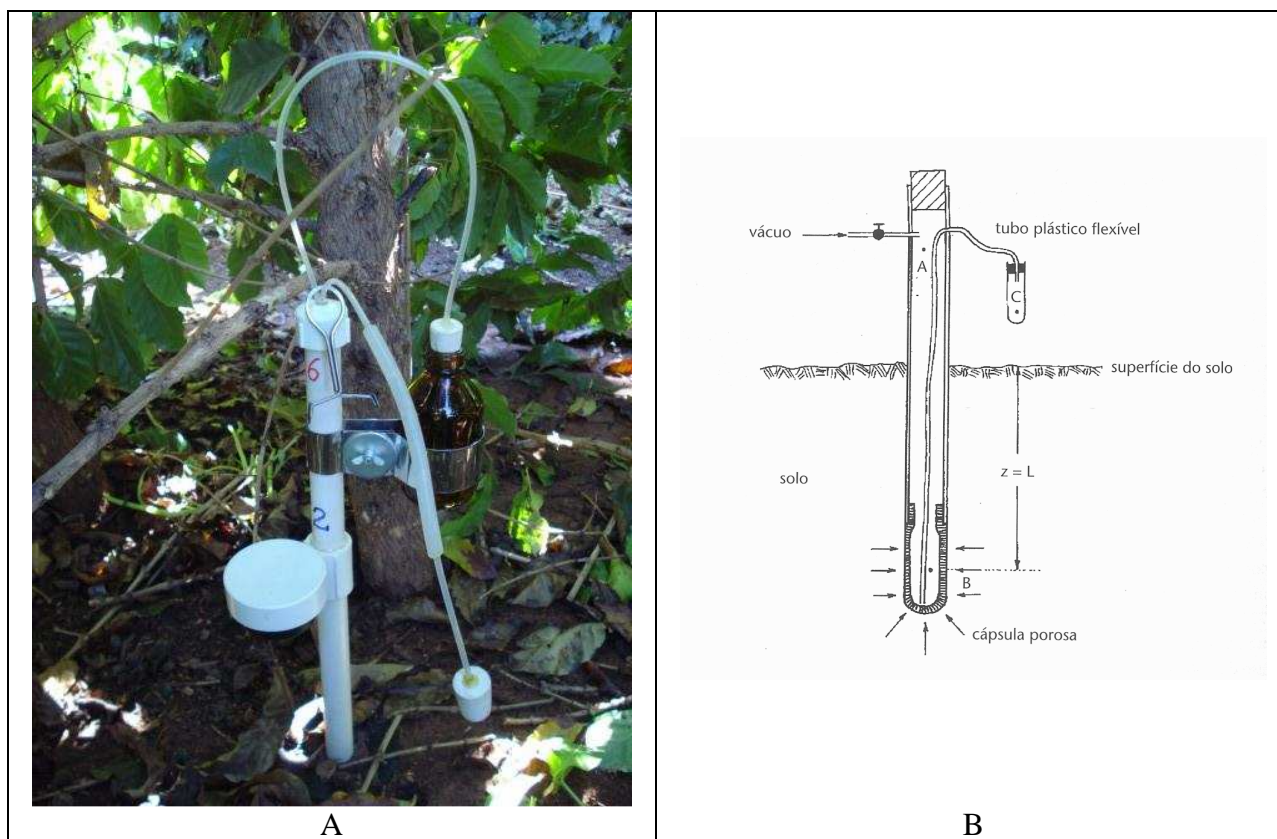 6
2
A
vácuo
A
tubo plástico flexível
C
superfície do solo
solo
z = L
B
cápsula porosa
B